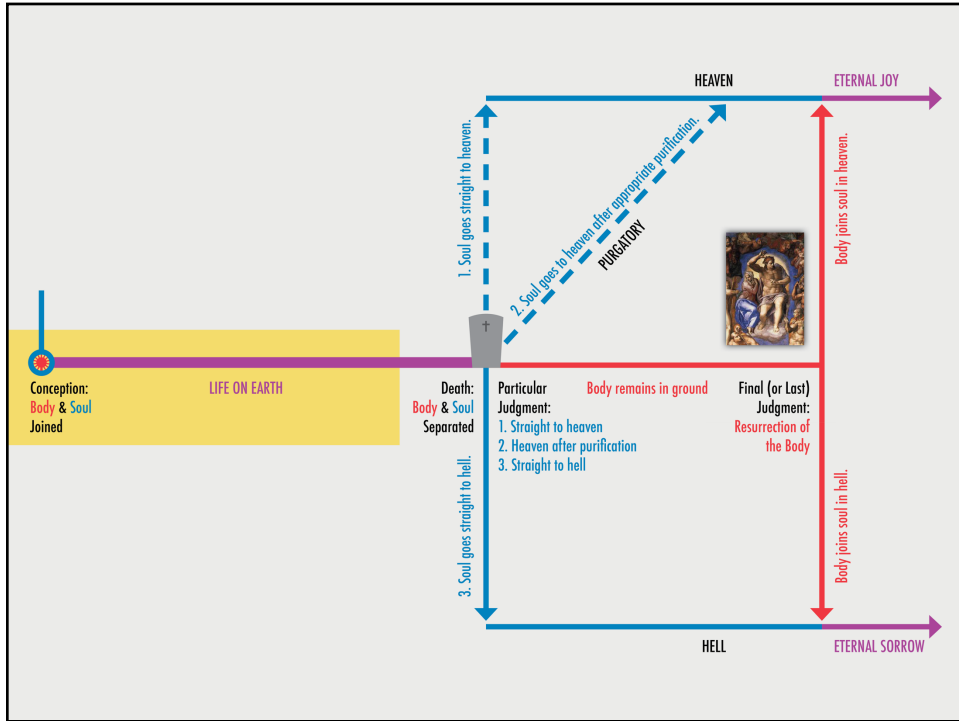 HEAVEN
ETERNAL JOY
1. Soul goes straight to heaven.
2. Soul goes to heaven after appropriate purification.
PURGATORY
Body joins soul in heaven.
Conception:
Body & Soul
Joined
LIFE ON EARTH
Death:
Body & Soul
Separated
Particular
Judgment:
1. Straight to heaven
2. Heaven after purification
3. Straight to hell
Body remains in ground
Final (or Last)
Judgment:
Resurrection of
the Body
3. Soul goes straight to hell.
Body joins soul in hell.
HELL
ETERNAL SORROW